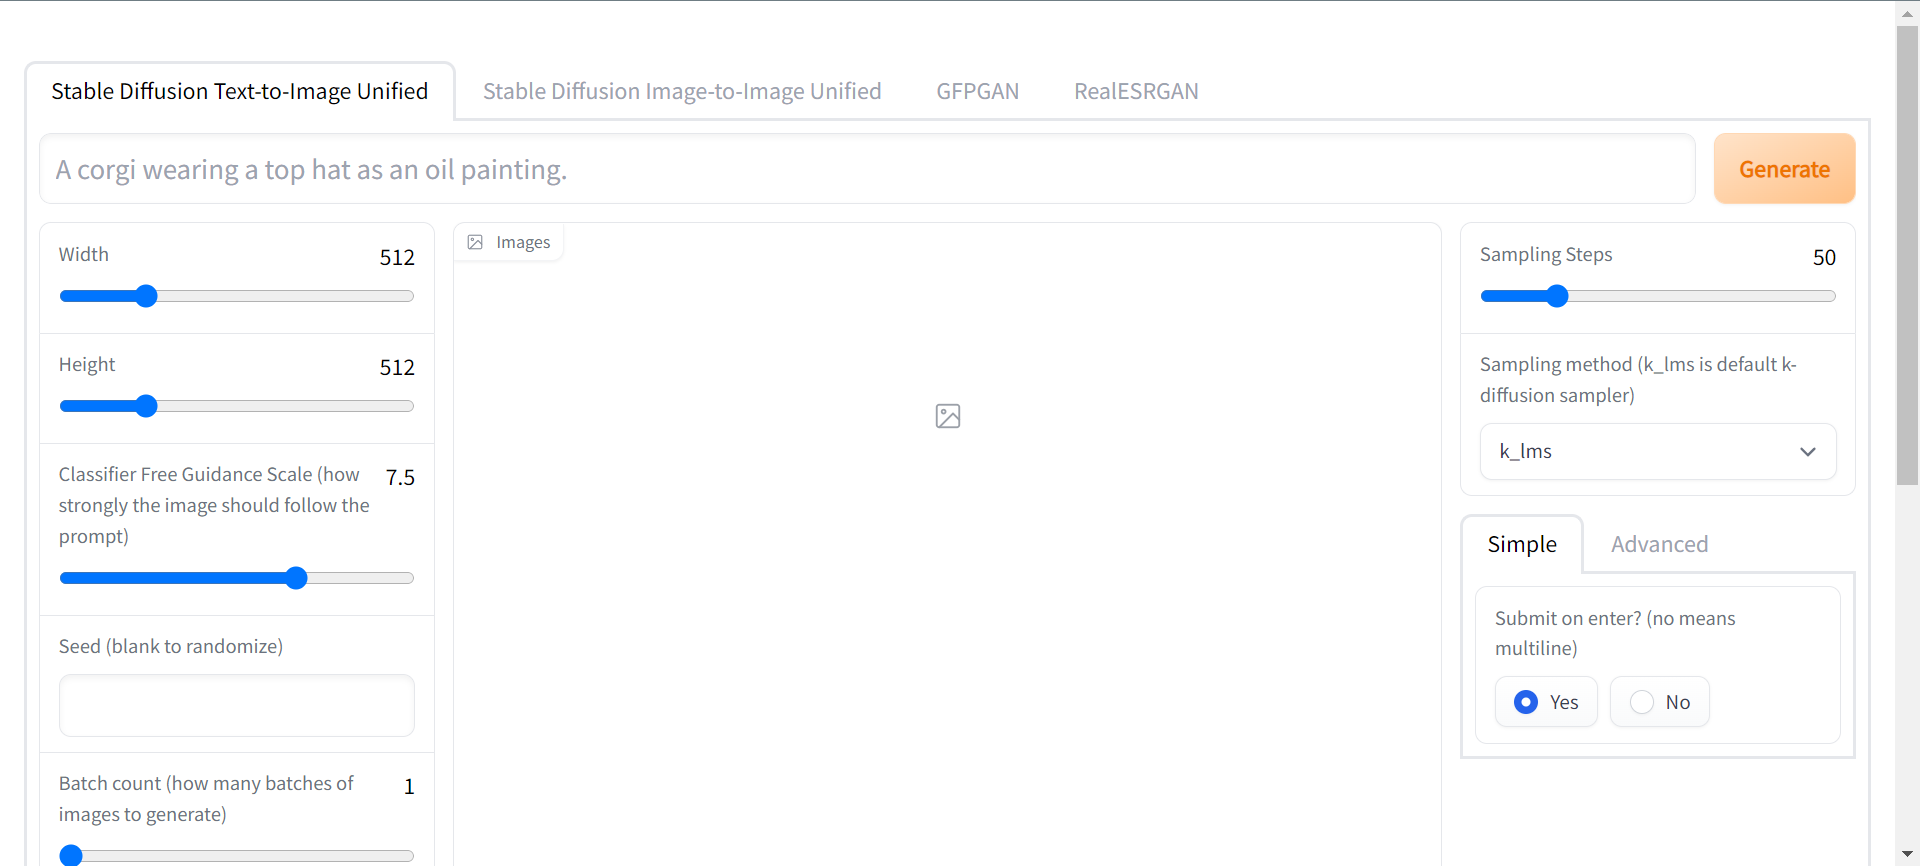 Stable Diffusion Text-to-Image Unified
Stable Diffusion Image-to-Image Unified
GFPGAN
RealESRGAN
A corgi wearing a top hat as an oil painting.
Generate
Width
512
Height
512
Classifier Free Guidance Scale (how
strongly the image should follow the
prompt)
7.5
Seed (blank to randomize)
Batch count (how many batches of
images to generate)
1
Images
Sampling Steps
50
Sampling method (k_lms is default k-
diffusion sampler)
k_lms
Simple
Advanced
Submit on enter? (no means
multiline)
Yes
No